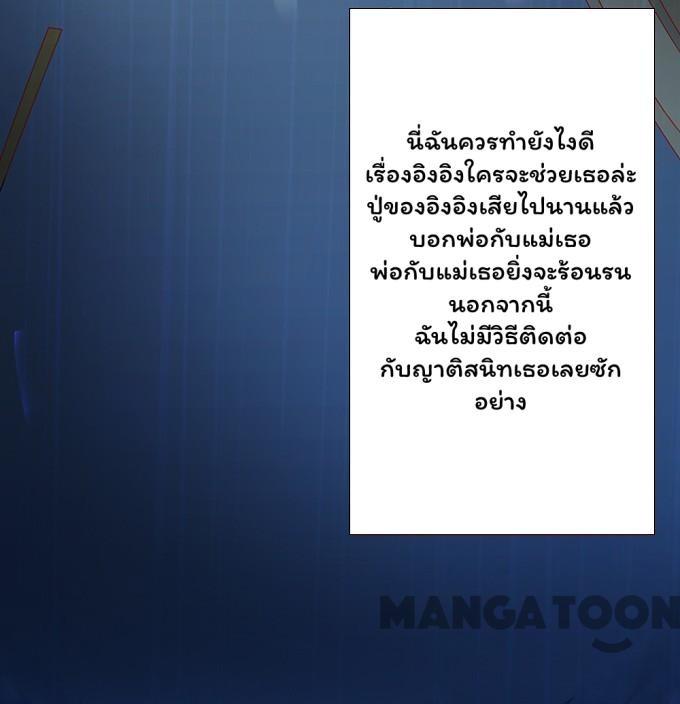 นี่ฉันควรทำยังไงดี
เรื่องอิงอิงใครจะช่วยเธอล่ะ
ปู่ของอิงอิงเสียไปนานแล้ว
บอกพ่อกับแม่เธอ
พ่อกับแม่เธอยิ่งจะร้อนรน
นอกจากนี้
ฉันไม่มีวิธีติดต่อ
กับญาติสนิทเธอเลยซัก
อย่าง
MANGATOON